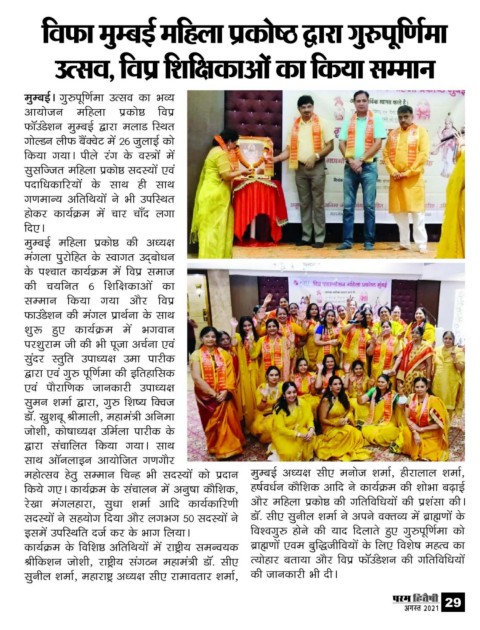 विफा मुम्बई महिला प्रकोष्ठ द्वारा गुरुपूर्णिमा
उत्सव, विप्र शिक्षिकाओं का किया सम्मान
मुम्बई। गुरुपूर्णिमा उत्सव का भव्य
आयोजन महिला प्रकोष्ठ विप्र
फॉउंडेशन मुम्बई द्वारा मलाड स्थित
गोल्डन लीफ बैंक्वेट में 26 जुलाई को
किया गया। पीले रंग के वस्त्रों में
सुसज्जित महिला प्रकोष्ठ सदस्यों एवं
पदाधिकारियों के साथ ही साथ
गणमान्य अतिथियों ने भी उपस्थित
होकर कार्यक्रम में चार चाँद लगा
दिए।
मुम्बई महिला प्रकोष्ठ की अध्यक्ष
मंगला पुरोहित के स्वागत उद्बोधन
के पश्चात कार्यक्रम में विप्र समाज
की चयनित 6 शिक्षिकाओं का
सम्मान किया गया और विप्र
फाउंडेशन की मंगल प्रार्थना के साथ
शुरू हुए कार्यक्रम में भगवान
परशुराम जी की भी पूजा अर्चना एवं
सुंदर स्तुति उपाध्यक्ष उमा पारीक
द्वारा एवं गुरु पूर्णिमा की इतिहासिक
एवं पौराणिक जानकारी उपाध्यक्ष
सुमन शर्मा द्वारा, गुरु शिष्य क्विज
डॉ. खुशबू श्रीमाली, महामंत्री अनिमा
जोशी, कोषाध्यक्ष उर्मिला पारीक के
द्वारा संचालित किया गया। साथ
साथ ऑनलाइन आयोजित गणगौर
महोत्सव हेतु सम्मान चिन्ह भी सदस्यों को प्रदान
किये गए। कार्यक्रम के संचालन में अनुषा कौशिक,
रेखा मंगलहारा, सुधा शर्मा आदि कार्यकारिणी
सदस्यों ने सहयोग दिया और लगभग 50 सदस्यों ने
इसमें उपस्थिति दर्ज कर के भाग लिया।
कार्यक्रम के विशिष्ठ अतिथियों में राष्ट्रीय समन्वयक
श्रीकिशन जोशी, राष्ट्रीय संगठन महामंत्री डॉ. सीए
सुनील शर्मा, महाराष्ट्र अध्यक्ष सीए रामावतार शर्मा,
मुम्बई अध्यक्ष सीए मनोज शर्मा, हीरालाल शर्मा,
हर्षवर्धन कौशिक आदि ने कार्यक्रम की शोभा बढ़ाई
और महिला प्रकोष्ठ की गतिविधियों की प्रशंसा की।
डॉ. सीए सुनील शर्मा ने अपने वक्तव्य में ब्राह्मणों के
विश्वगुरु होने की याद दिलाते हुए गुरुपूर्णिमा को
ब्राह्मणों एवम बुद्धिजीवियों के लिए विशेष महत्व का
त्योहार बताया और विप्र फॉउंडेशन की गतिविधियों
की जानकारी भी दी।
परम हितैषी
अगस्त 2021 29